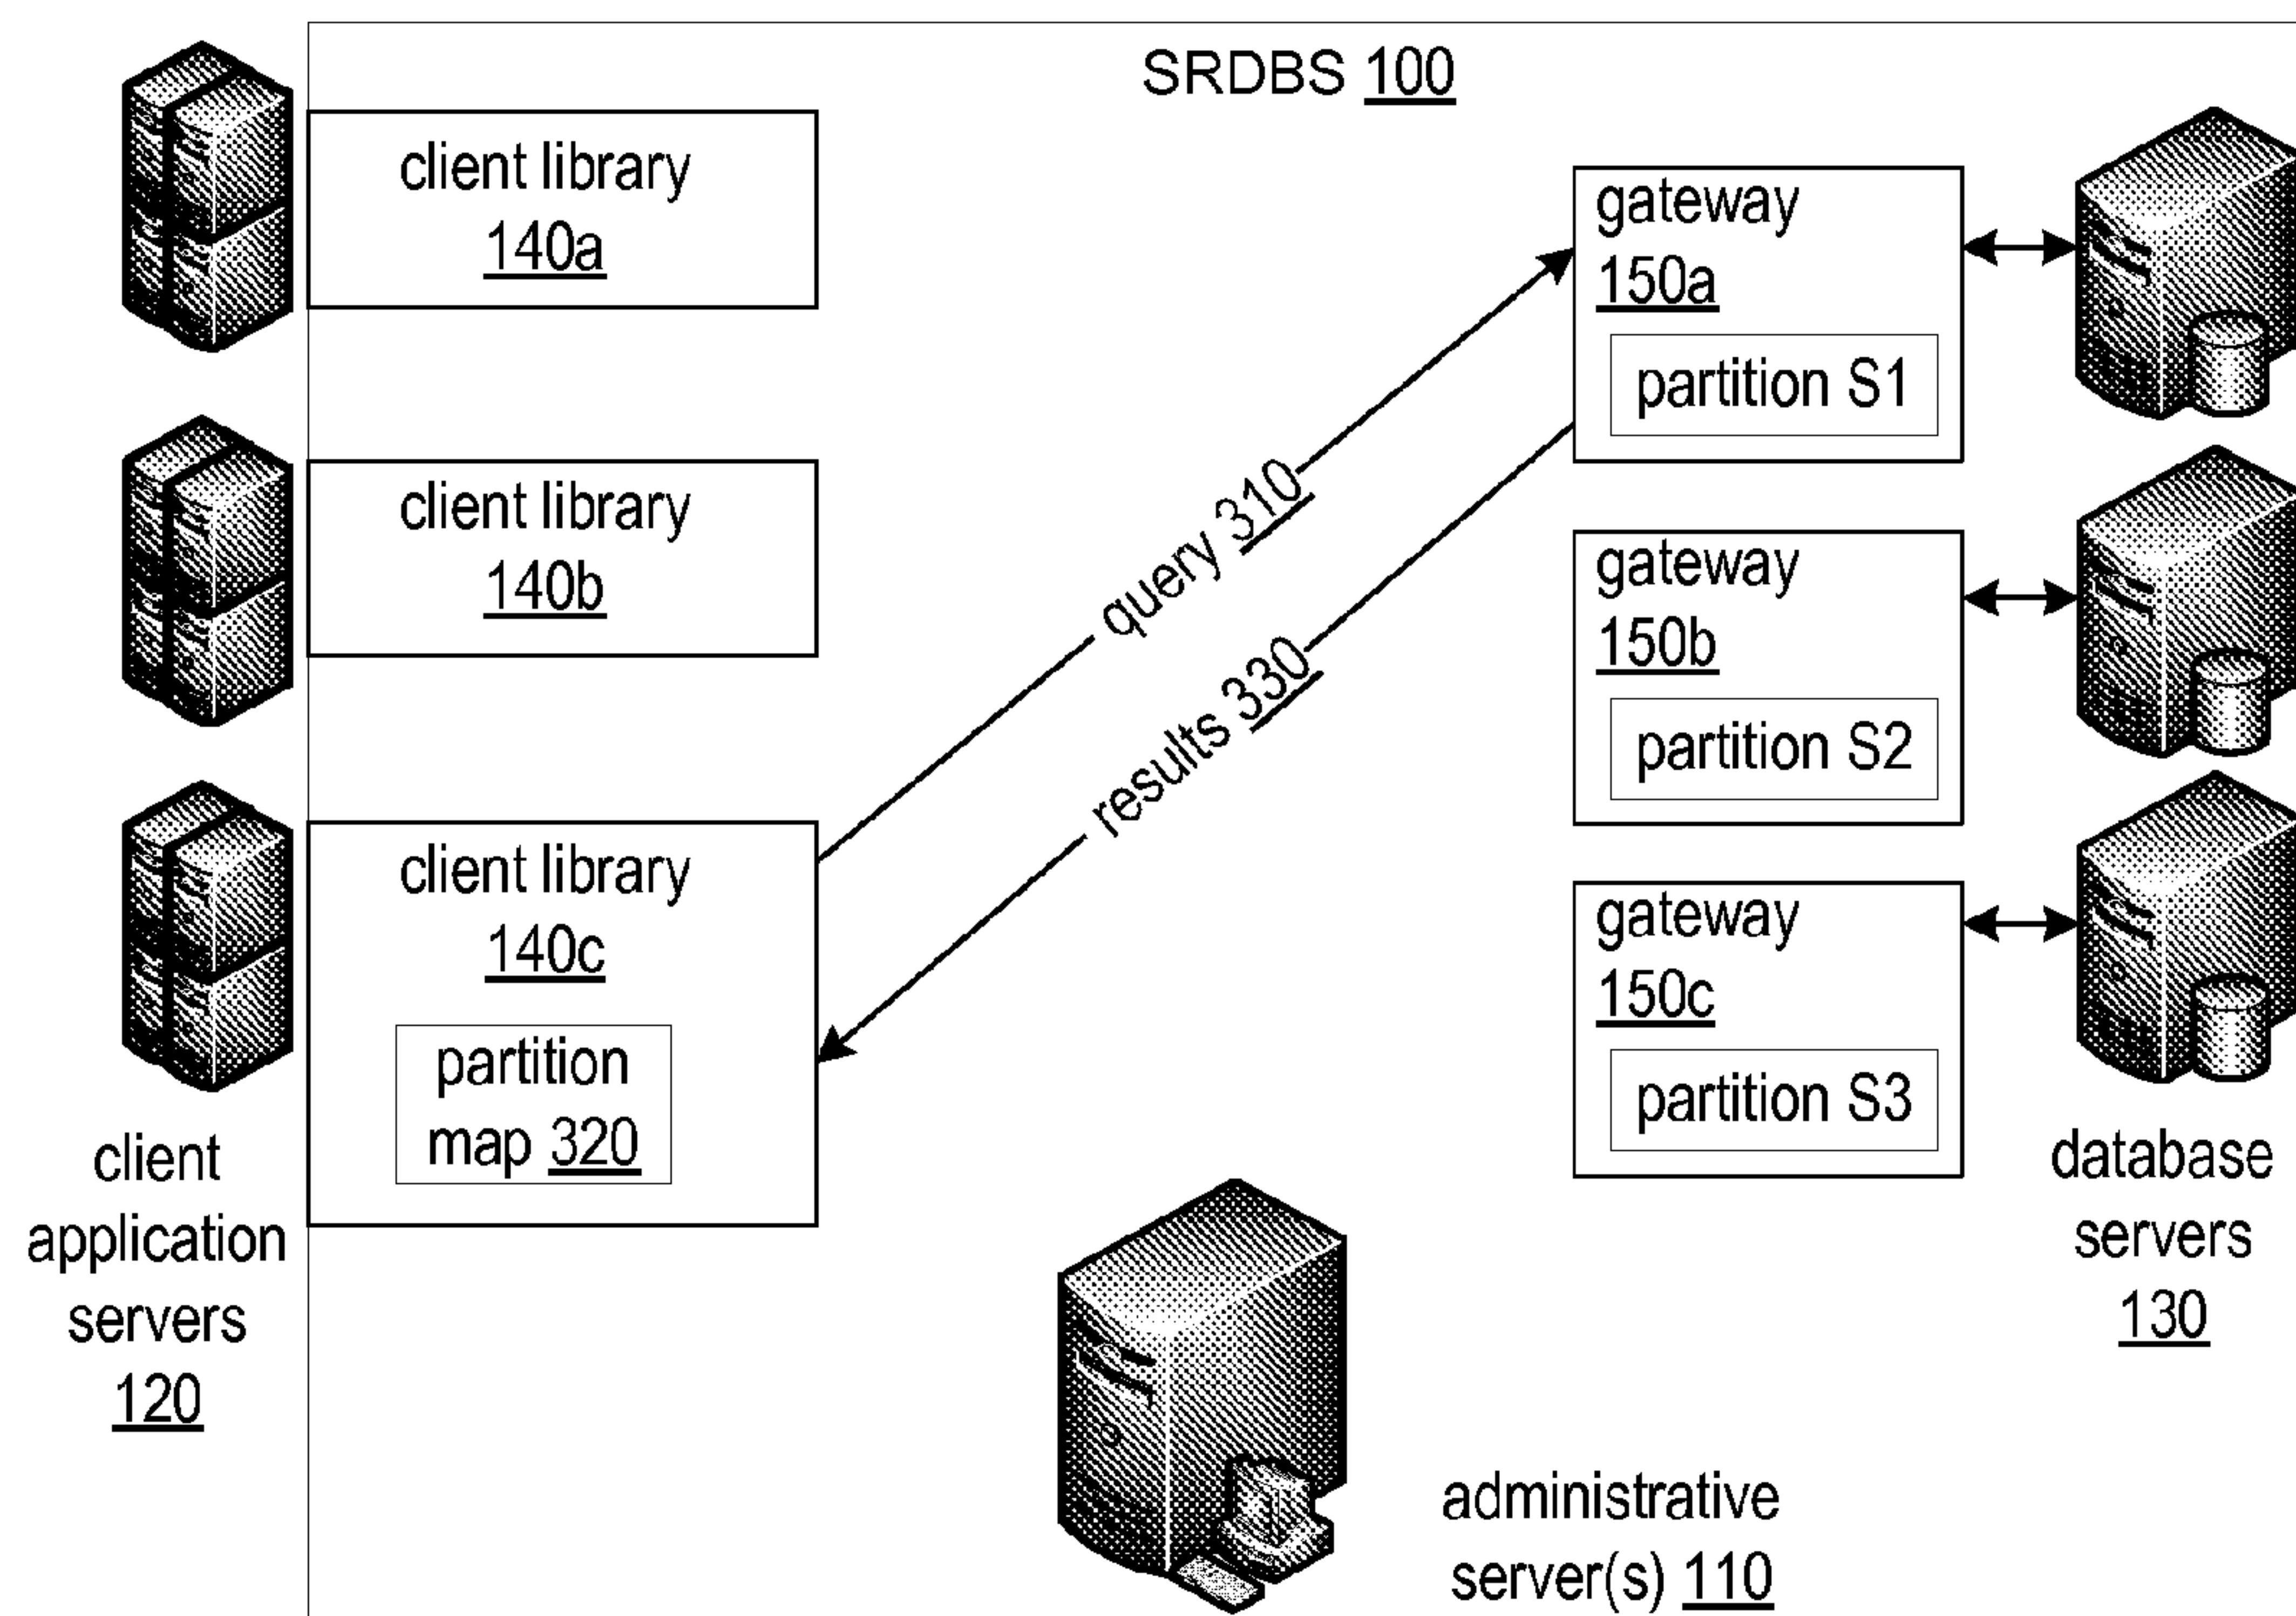 SRDBS 100
client library
140a
client library
140b
client library
140c
partition
map 320
client
application
servers
120
query 310
results 330
gateway
150a
partition S1
gateway
150b
partition S2
gateway
150c
partition S3
database
servers
130
administrative
server(s) 110